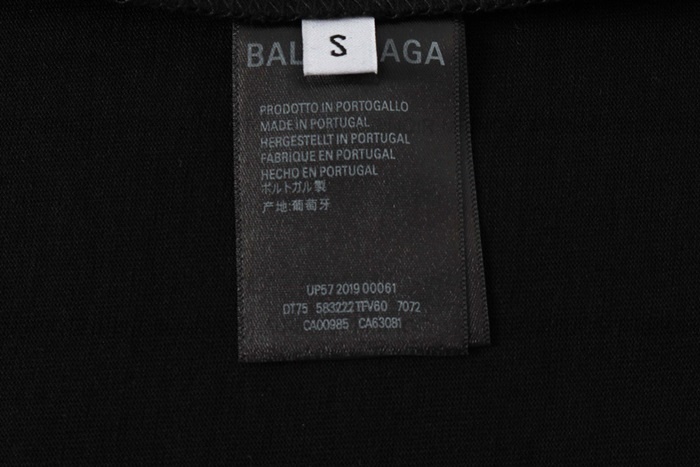 BAL AGA
S
PRODOTTO IN PORTOGALLO
MADE IN PORTUGAL
HERGESTELLT IN PORTUGAL
FABRIQUE EN PORTUGAL
HECHO EN PORTUGAL
ポルトガル製
产地:葡萄牙
UP57 2019 00061
DT75 583222TFV60 7072
CA00985 CA63081